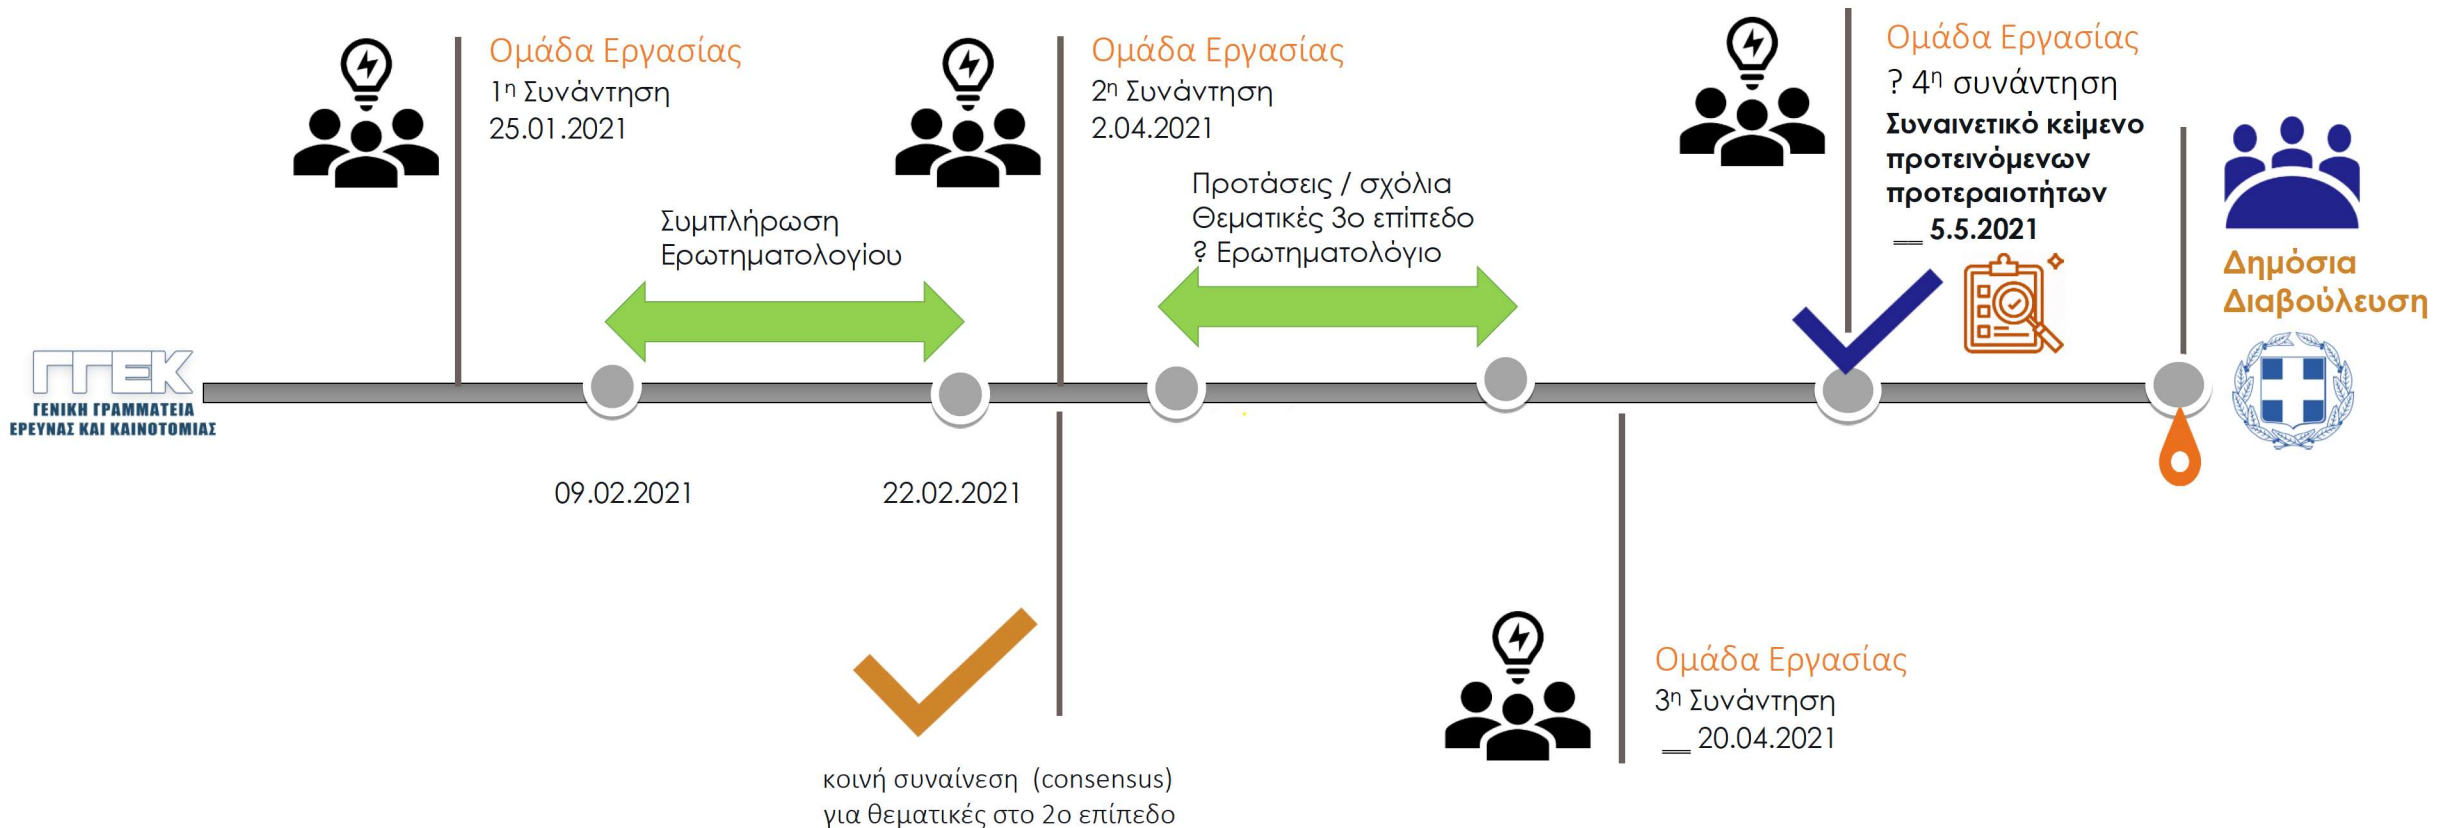 Ομάδα Εργασίας
1η Συνάντηση
25.01.2021
Ομάδα Εργασίας
2η Συνάντηση
2.04.2021
Ομάδα Εργασίας
? 4η συνάντηση
Συναινετικό κείμενο
προτεινόμενων
προτεραιοτήτων
__ 5.5.2021
Προτάσεις / σχόλια
Θεματικές 3ο επίπεδο
? Ερωτηματολόγιο
Συμπλήρωση
Ερωτηματολογίου
Δημόσια
Διαβούλευση
ΓΓΕΚ
ΓΕΝΙΚΗ ΓΡΑΜΜΑΤΕΙΑ
ΕΡΕΥΝΑΣ ΚΑΙ ΚΑΙΝΟΤΟΜΙΑΣ
09.02.2021
22.02.2021
Ομάδα Εργασίας
3η Συνάντηση
__ 20.04.2021
κοινή συναίνεση (consensus)
για θεματικές στο 2ο επίπεδο